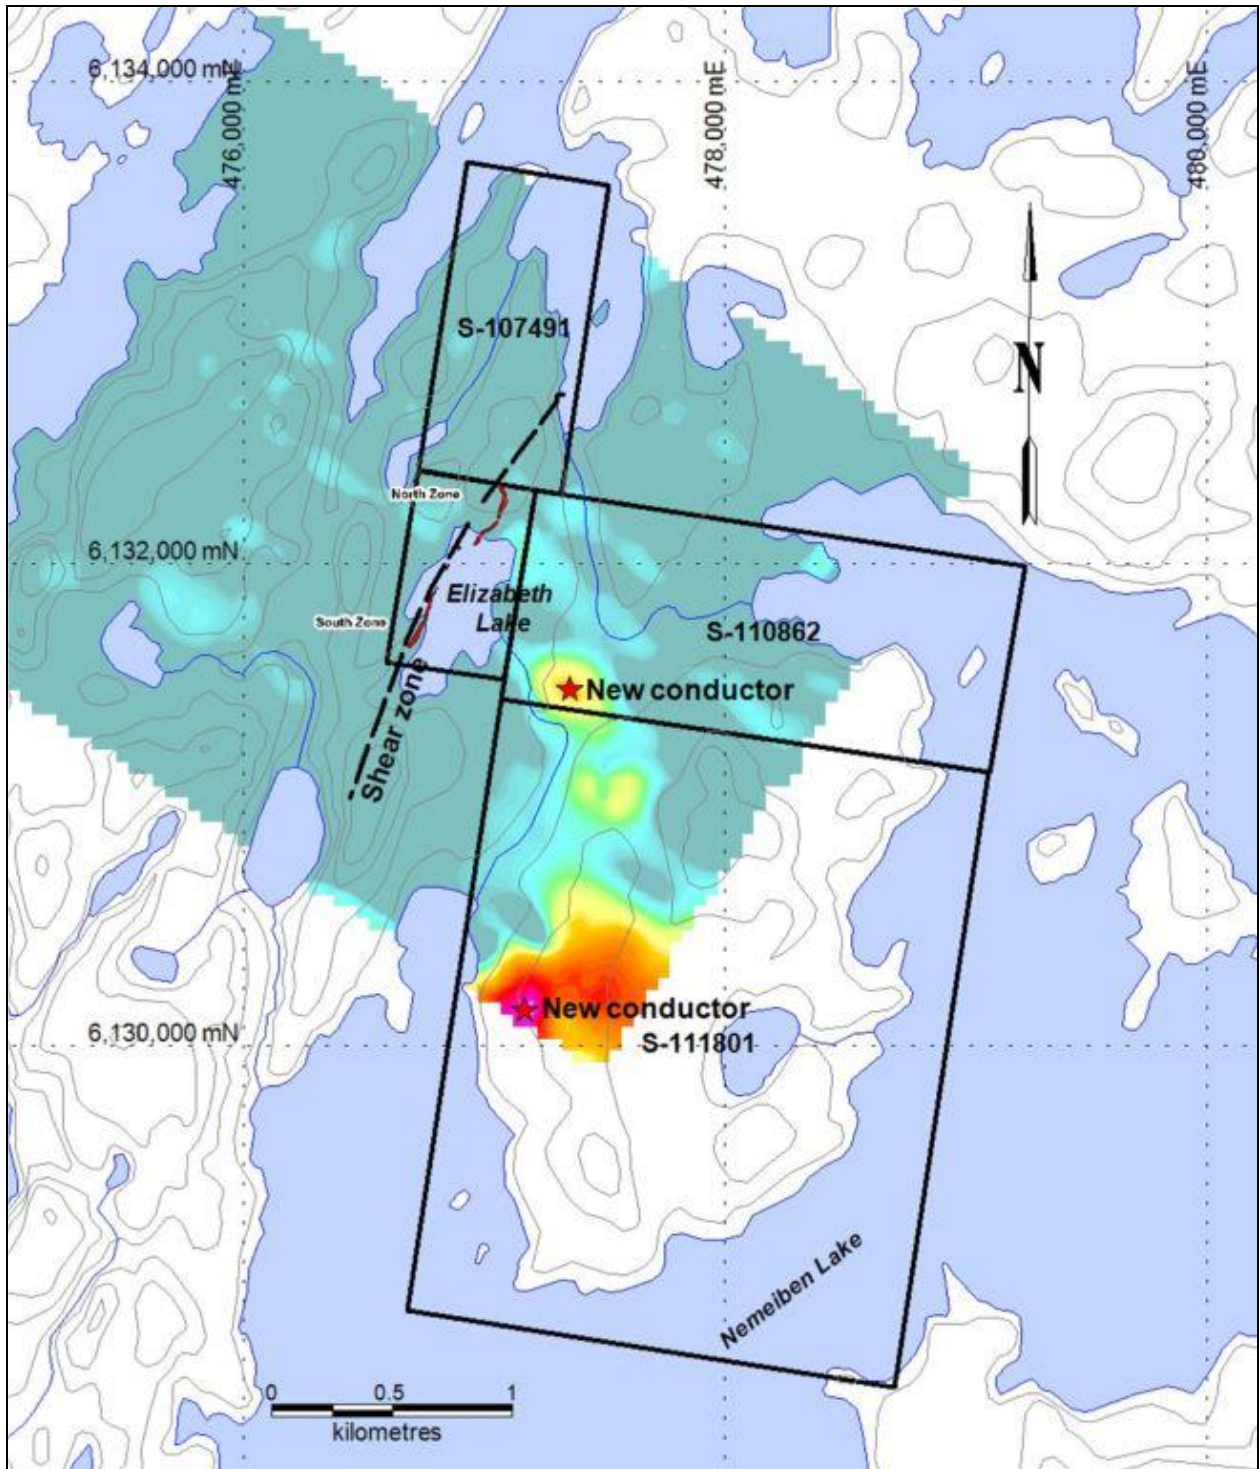 6,134,000 mN
476,000 mE
478,000 mE
480,000 mE
S-107491
N
North Zone
6,132,000 mN
Elizabeth
Lake
South Zone
S-110862
Shear zone
New conductor
New conductor
6,130,000 mN
S-111801
Nemeiben Lake
0 0.5 1
kilometres